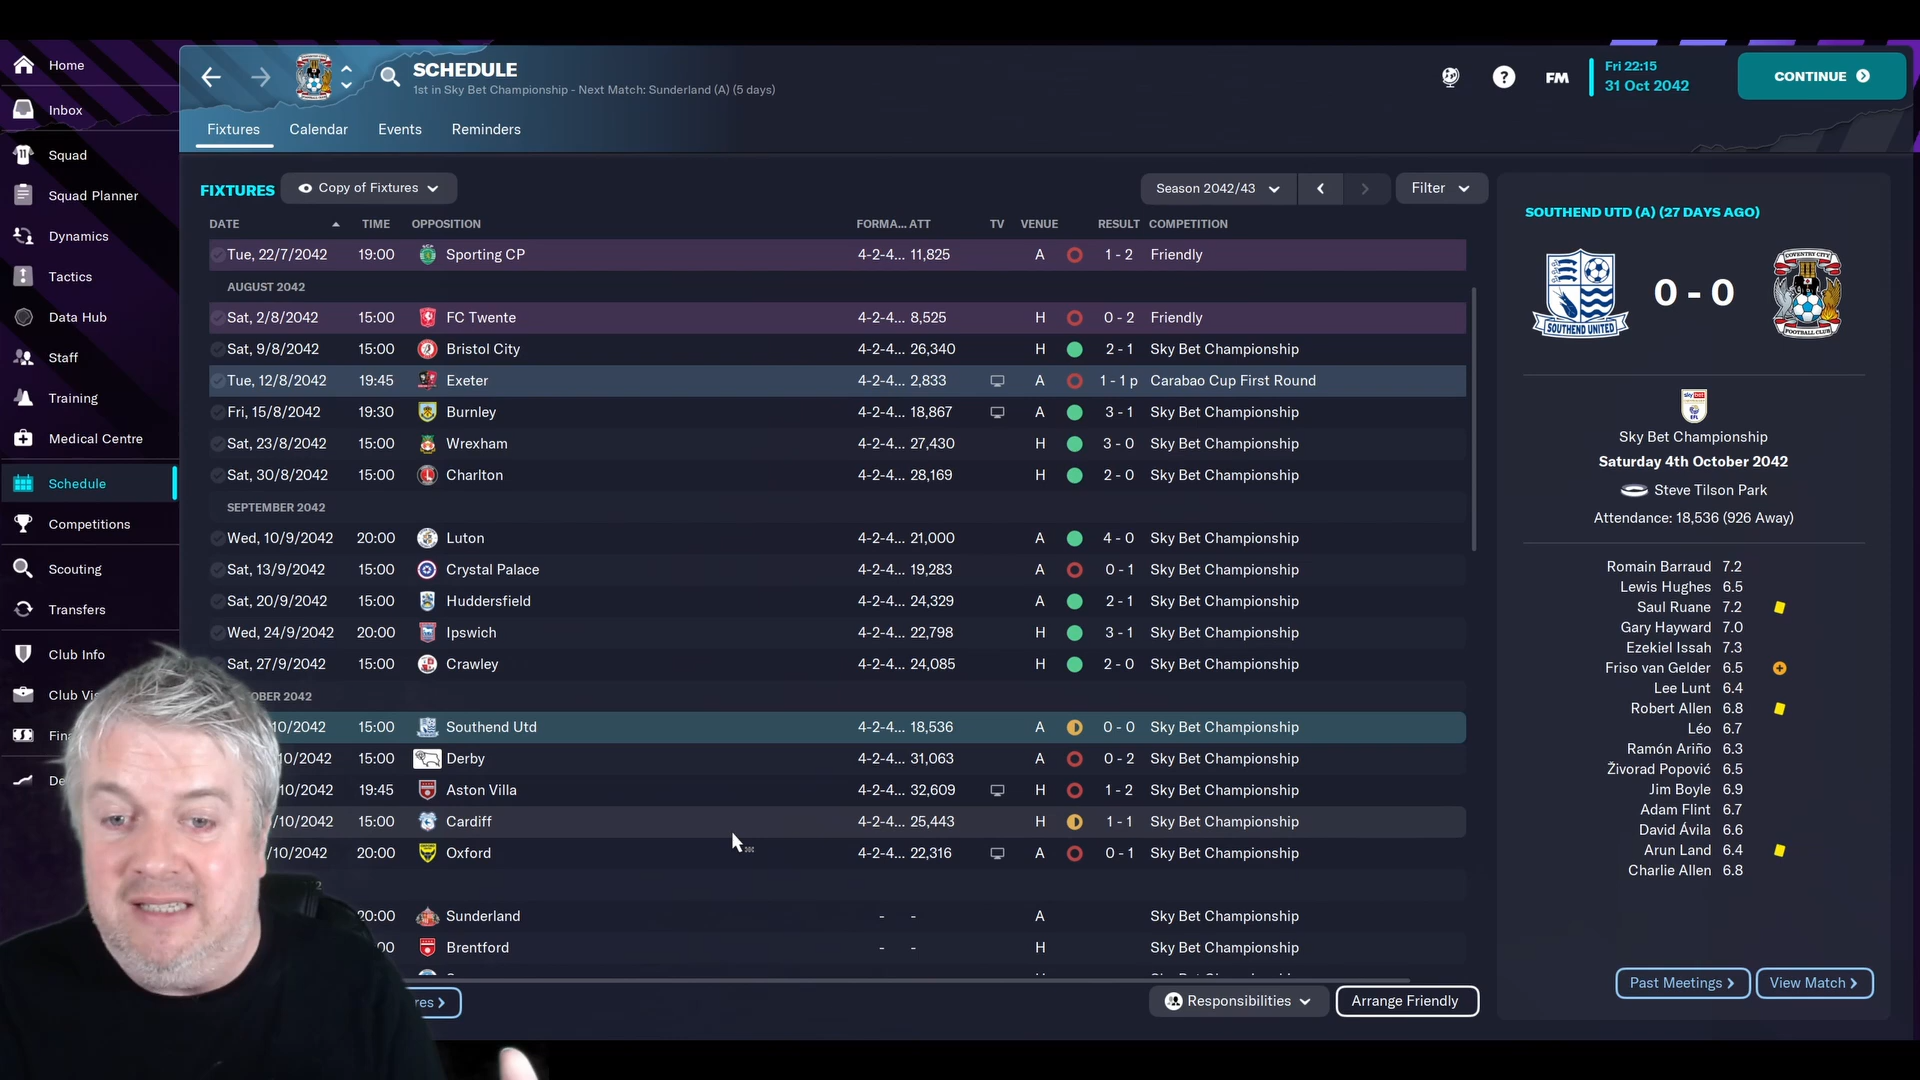 Home
Inbox
Squad
Squad Planner
Dynamics
Tactics
Data Hub
Staff
Training
Medical Centre
Schedule
Competitions
Scouting
Transfers
Club Info
SCHEDULE
1st in Sky Bet Championship - Next Match: Sunderland (A) (5 days)
FM
Fri 22:15
31 Oct 2042
CONTINUE
Fixtures Calendar Events Reminders
FIXTURES Copy of Fixtures Season 2042/43 Filter
DATE TIME OPPOSITION FORMA... ATT TV VENUE RESULT COMPETITION
Tue, 22/7/2042 19:00 Sporting CP 4-2-4... 11,825 A 1 - 2 Friendly
AUGUST 2042
Sat, 2/8/2042 15:00 FC Twente 4-2-4... 8,525 H 0 - 2 Friendly
Sat, 9/8/2042 15:00 Bristol City 4-2-4... 26,340 H 2 - 1 Sky Bet Championship
Tue, 12/8/2042 19:45 Exeter 4-2-4... 2,833 A 1 - 1 p Carabao Cup First Round
Fri, 15/8/2042 19:30 Burnley 4-2-4... 18,867 A 3 - 1 Sky Bet Championship
Sat, 23/8/2042 15:00 Wrexham 4-2-4... 27,430 H 3 - 0 Sky Bet Championship
Sat, 30/8/2042 15:00 Charlton 4-2-4... 28,169 H 2 - 0 Sky Bet Championship
SEPTEMBER 2042
Wed, 10/9/2042 20:00 Luton 4-2-4... 21,000 A 4 - 0 Sky Bet Championship
Sat, 13/9/2042 15:00 Crystal Palace 4-2-4... 19,283 A 0 - 1 Sky Bet Championship
Sat, 20/9/2042 15:00 Huddersfield 4-2-4... 24,329 A 2 - 1 Sky Bet Championship
Wed, 24/9/2042 20:00 Ipswich 4-2-4... 22,798 H 3 - 1 Sky Bet Championship
Sat, 27/9/2042 15:00 Crawley 4-2-4... 24,085 H 2 - 0 Sky Bet Championship
2042
10/2042 15:00 Southend Utd 4-2-4... 18,536 A 0 - 0 Sky Bet Championship
10/2042 15:00 Derby 4-2-4... 31,063 A 0 - 2 Sky Bet Championship
/10/2042 19:45 Aston Villa 4-2-4... 32,609 H 1 - 2 Sky Bet Championship
/10/2042 15:00 Cardiff 4-2-4... 25,443 H 1 - 1 Sky Bet Championship
/10/2042 20:00 Oxford 4-2-4... 22,316 A 0 - 1 Sky Bet Championship
20:00 Sunderland - - A Sky Bet Championship
Brentford - - H Sky Bet Championship
Responsibilities Arrange Friendly
SOUTHEND UTD (A) (27 DAYS AGO)
SOUTHEND UNITED
0 - 0
COVENTRY CITY
FOOTBALL CLUB
sky bet
EFL
Sky Bet Championship
Saturday 4th October 2042
Steve Tilson Park
Attendance: 18,536 (926 Away)
Romain Barraud 7.2
Lewis Hughes 6.5
Saul Ruane 7.2
Gary Hayward 7.0
Ezekiel Issah 7.3
Friso van Gelder 6.5
Lee Lunt 6.4
Robert Allen 6.8
Léo 6.7
Ramón Ariño 6.3
Živorad Popović 6.5
Jim Boyle 6.9
Adam Flint 6.7
David Ávila 6.6
Arun Land 6.4
Charlie Allen 6.8
Past Meetings View Match